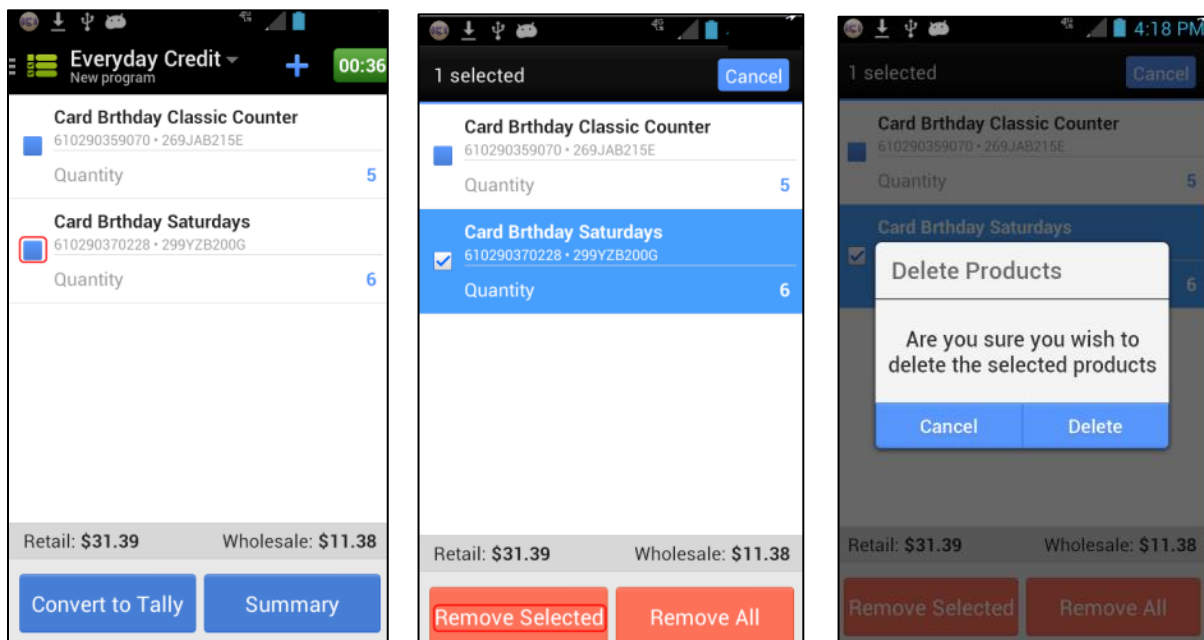 Everyday Credit
New program
00:36
Card Brthday Classic Counter
610290359070 • 269JAB215E
Quantity 5
Card Brthday Saturdays
610290370228 • 299YZB200G
Quantity 6
Retail: $31.39 Wholesale: $11.38
Convert to Tally Summary
4G
1 selected Cancel
Card Brthday Classic Counter
610290359070 • 269JAB215E
Quantity 5
Card Brthday Saturdays
610290370228 • 299YZB200G
Quantity 6
Retail: $31.39 Wholesale: $11.38
Remove Selected Remove All
4G 4:18 PM
1 selected Cancel
Card Brthday Classic Counter
610290359070 • 269JAB215E
Quantity 5
Card Brthday Saturdays
6
Delete Products
Are you sure you wish to
delete the selected products
Cancel Delete
Retail: $31.39 Wholesale: $11.38
Remove Selected Remove All